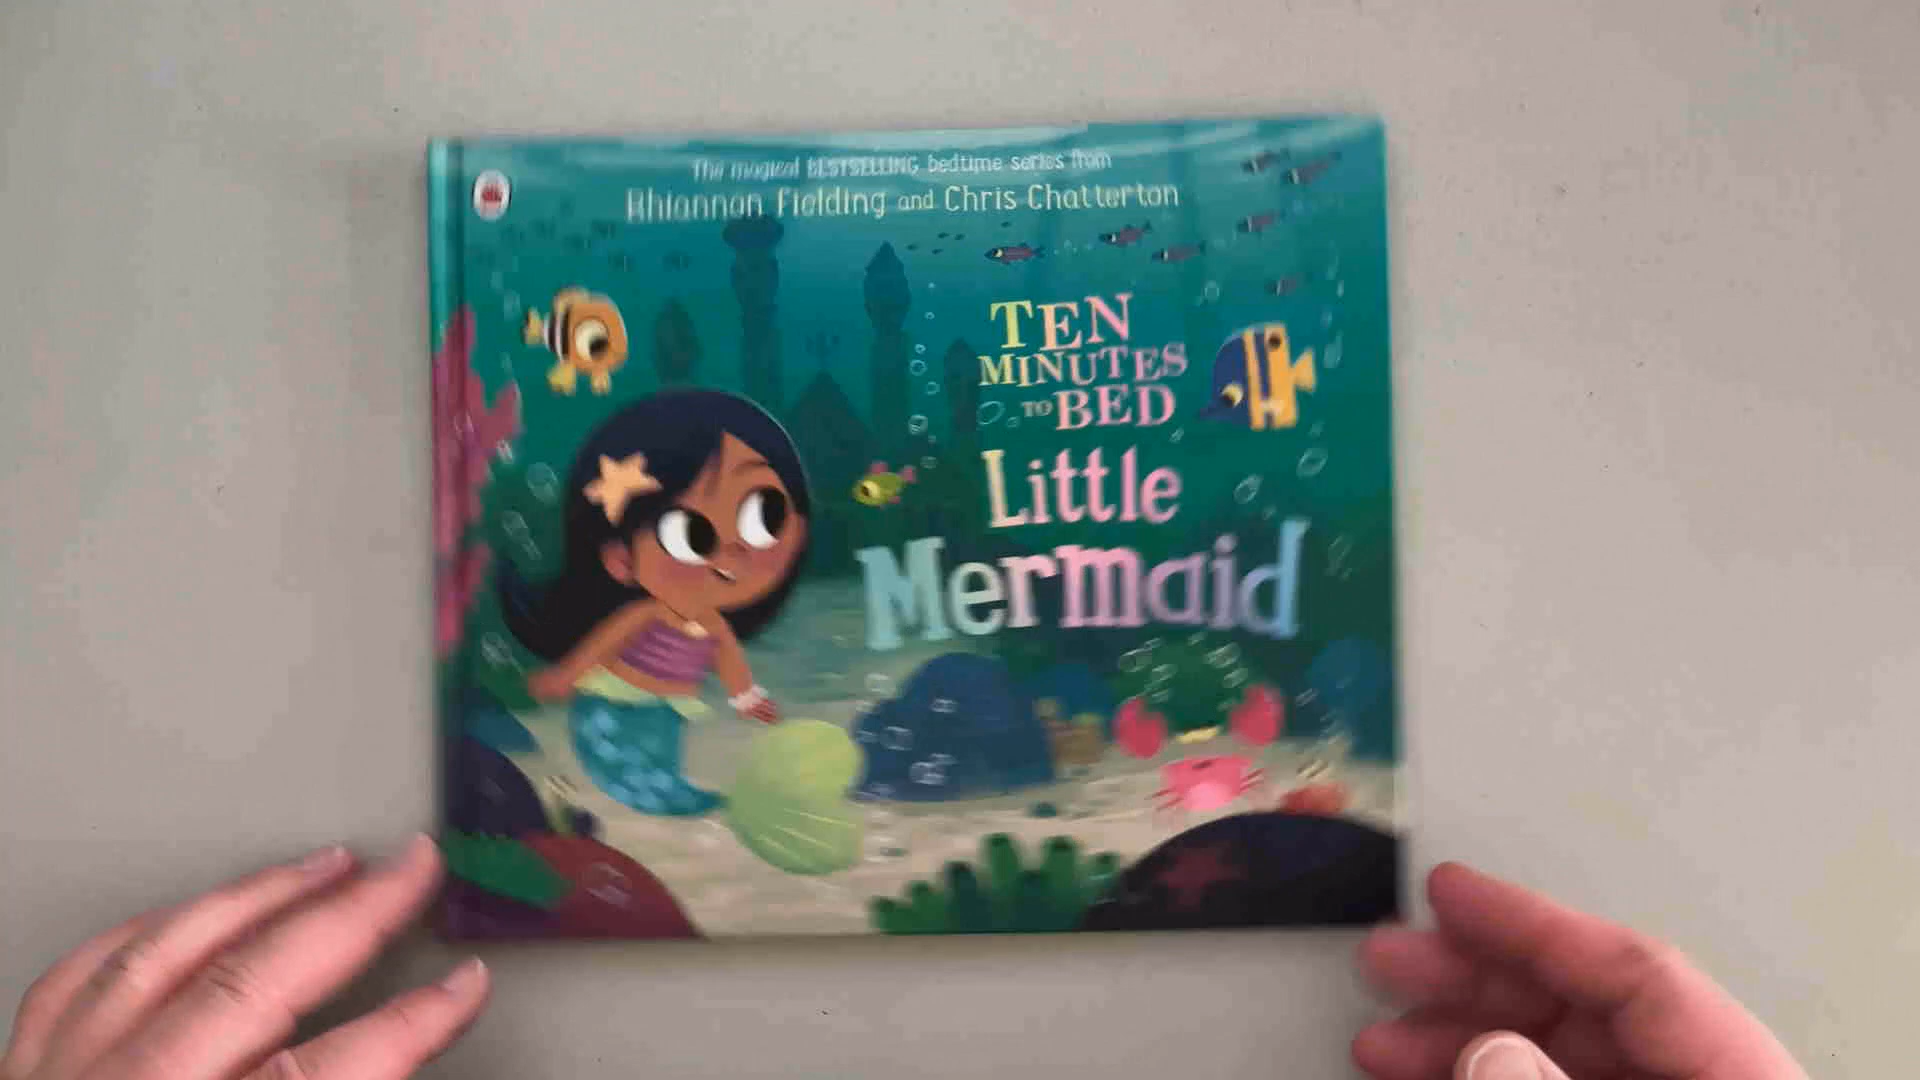 The magical BESTSELLING bedtime series from
Rhiannon Fielding and Chris Chatterton
TEN
MINUTES
TO BED
Little
Mermaid